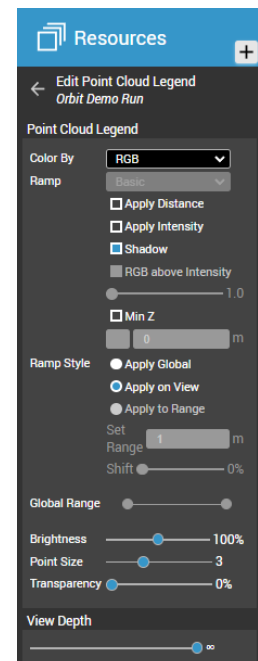 Resources
+
Edit Point Cloud Legend
Orbit Demo Run
Point Cloud Legend
Color By RGB
Ramp Basic
Apply Distance
Apply Intensity
Shadow
RGB above Intensity
1.0
Min Z
0 m
Ramp Style Apply Global
Apply on View
Apply to Range
Set Range 1 m
Shift 0%
Global Range
Brightness 100%
Point Size 3
Transparency 0%
View Depth
∞